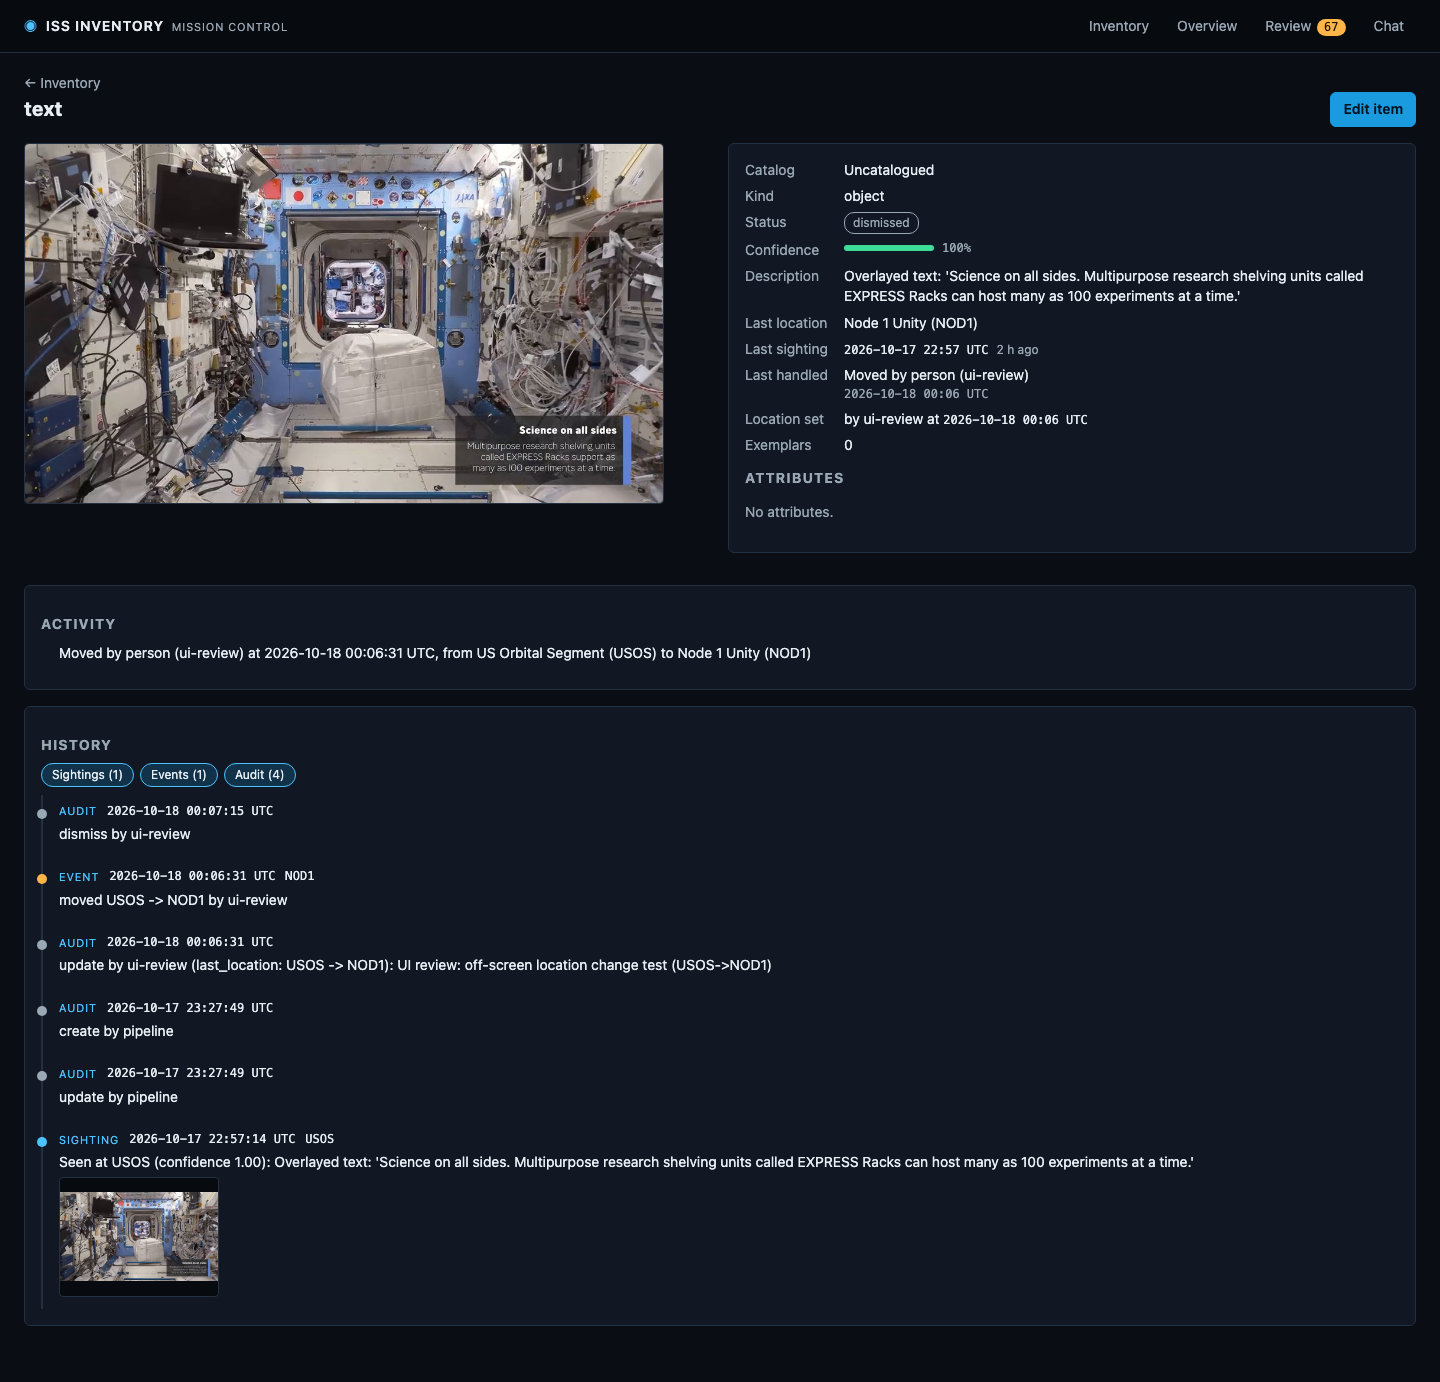 ISS INVENTORY MISSION CONTROL
Inventory Overview Review 67 Chat
← Inventory
text
Edit item
Science on all sides
Multipurpose research shelving units
called EXPRESS Racks support as
many as 100 experiments at a time.
Catalog Uncatalogued
Kind object
Status dismissed
Confidence 100%
Description Overlayed text: 'Science on all sides. Multipurpose research shelving units called
EXPRESS Racks can host many as 100 experiments at a time.'
Last location Node 1 Unity (NOD1)
Last sighting 2026-10-17 22:57 UTC 2 h ago
Last handled Moved by person (ui-review)
2026-10-18 00:06 UTC
Location set by ui-review at 2026-10-18 00:06 UTC
Exemplars 0
ATTRIBUTES
No attributes.
ACTIVITY
Moved by person (ui-review) at 2026-10-18 00:06:31 UTC, from US Orbital Segment (USOS) to Node 1 Unity (NOD1)
HISTORY
Sightings (1) Events (1) Audit (4)
AUDIT 2026-10-18 00:07:15 UTC
dismiss by ui-review
EVENT 2026-10-18 00:06:31 UTC NOD1
moved USOS -> NOD1 by ui-review
AUDIT 2026-10-18 00:06:31 UTC
update by ui-review (last_location: USOS -> NOD1): UI review: off-screen location change test (USOS->NOD1)
AUDIT 2026-10-17 23:27:49 UTC
create by pipeline
AUDIT 2026-10-17 23:27:49 UTC
update by pipeline
SIGHTING 2026-10-17 22:57:14 UTC USOS
Seen at USOS (confidence 1.00): Overlayed text: 'Science on all sides. Multipurpose research shelving units called EXPRESS Racks can host many as 100 experiments at a time.'